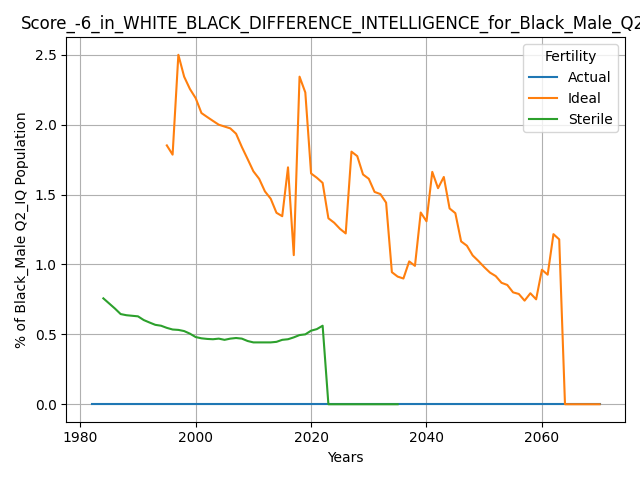 Score_-6_in_WHITE_BLACK_DIFFERENCE_INTELLIGENCE_for_Black_Male_Q2
Fertility
Actual
Ideal
Sterile
% of Black_Male Q2_IQ Population
2.5
2.0
1.5
1.0
0.5
0.0
1980 2000 2020 2040 2060
Years